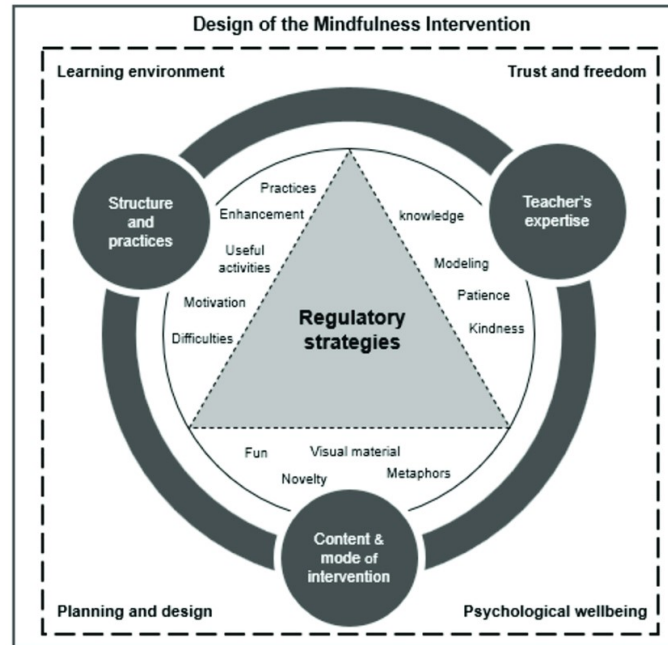 Design of the Mindfulness Intervention
Learning environment
Trust and freedom
Structure
and
practices
Teacher's
expertise
Practices
Enhancement
Useful
activities
Motivation
Difficulties
knowledge
Modeling
Patience
Kindness
Regulatory
strategies
Fun
Visual material
Novelty
Metaphors
Content &
mode of
intervention
Planning and design
Psychological wellbeing